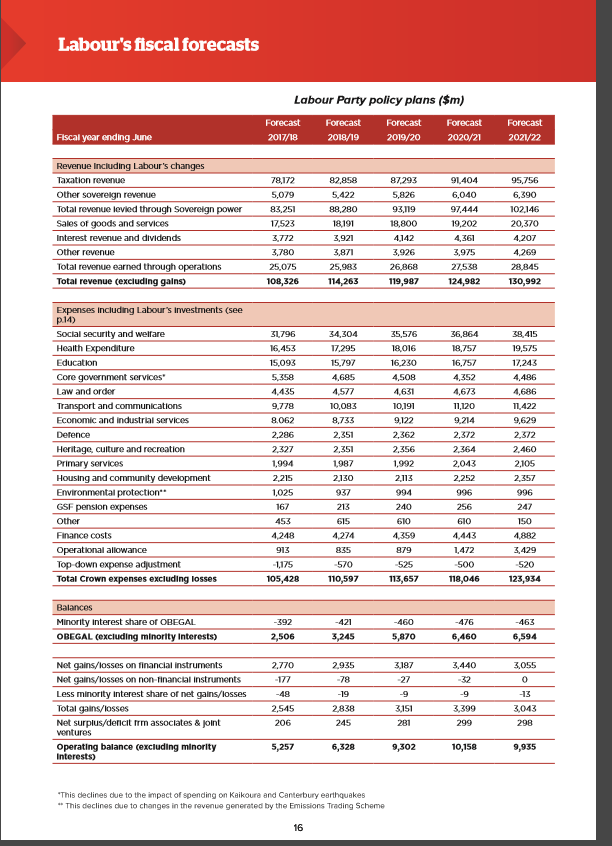 Labour's fiscal forecasts
Labour Party policy plans ($m)
Forecast Forecast Forecast Forecast Forecast
Fiscal year ending June 2017/18 2018/19 2019/20 2020/21 2021/22
Revenue including Labour's changes
Taxation revenue 78,172 82,858 87,293 91,404 95,756
Other sovereign revenue 5,079 5,422 5,826 6,040 6,390
Total revenue levied through Sovereign power 83,251 88,280 93,119 97,444 102,146
Sales of goods and services 17,523 18,191 18,800 19,202 20,370
Interest revenue and dividends 3,772 3,921 4,142 4,361 4,207
Other revenue 3,780 3,871 3,926 3,975 4,269
Total revenue earned through operations 25,075 25,983 26,868 27,538 28,845
Total revenue (excluding gains) 108,326 114,263 119,987 124,982 130,992
Expenses including Labour's investments (see
p.14)
Social security and welfare 31,796 34,304 35,576 36,864 38,415
Health Expenditure 16,453 17,295 18,016 18,757 19,575
Education 15,093 15,797 16,230 16,757 17,243
Core government services* 5,358 4,685 4,508 4,352 4,486
Law and order 4,435 4,577 4,631 4,673 4,686
Transport and communications 9,778 10,083 10,191 11,120 11,422
Economic and industrial services 8.062 8,733 9,122 9,214 9,629
Defence 2,286 2,351 2,362 2,372 2,372
Heritage, culture and recreation 2,327 2,351 2,356 2,364 2,460
Primary services 1,994 1,987 1,992 2,043 2,105
Housing and community development 2,215 2,130 2,113 2,252 2,357
Environmental protection** 1,025 937 994 996 996
GSF pension expenses 167 213 240 256 247
Other 453 615 610 610 150
Finance costs 4,248 4,274 4,359 4,443 4,882
Operational allowance 913 835 879 1,472 3,429
Top-down expense adjustment -1,175 -570 -525 -500 -520
Total Crown expenses excluding losses 105,428 110,597 113,657 118,046 123,934
Balances
Minority interest share of OBEGAL -392 -421 -460 -476 -463
OBEGAL (excluding minority interests) 2,506 3,245 5,870 6,460 6,594
Net gains/losses on financial instruments 2,770 2,935 3,187 3,440 3,055
Net gains/losses on non-financial instruments -177 -78 -27 -32 0
Less minority interest share of net gains/losses -48 -19 -9 -9 -13
Total gains/losses 2,545 2,838 3,151 3,399 3,043
Net surplus/deficit frm associates & joint 206 245 281 299 298
ventures
Operating balance (excluding minority 5,257 6,328 9,302 10,158 9,935
interests)
*This declines due to the impact of spending on Kaikoura and Canterbury earthquakes
** This declines due to changes in the revenue generated by the Emissions Trading Scheme
16